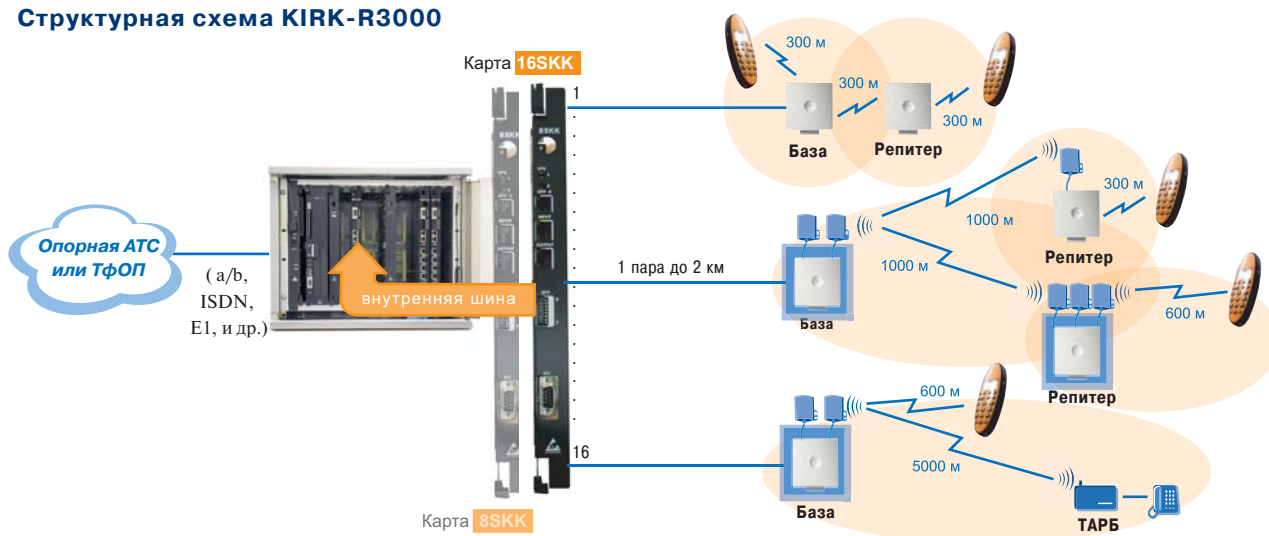 Структурная схема KIRK-R3000
Карта 16SKK
1
16
Карта 8SKK
8SKK
8SKK
Опорная АТС
или ТфОП
( a/b,
ISDN,
E1, и др.)
внутренняя шина
300 м
300 м
300 м
База
Репитер
1 пара до 2 км
База
1000 м
1000 м
300 м
Репитер
600 м
Репитер
600 м
5000 м
База
ТАРБ